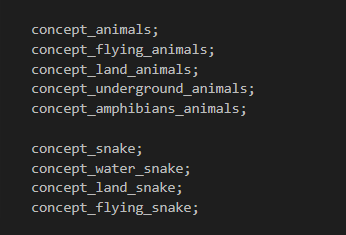 concept_animals;
concept_flying_animals;
concept_land_animals;
concept_underground_animals;
concept_amphibians_animals;
concept_snake;
concept_water_snake;
concept_land_snake;
concept_flying_snake;